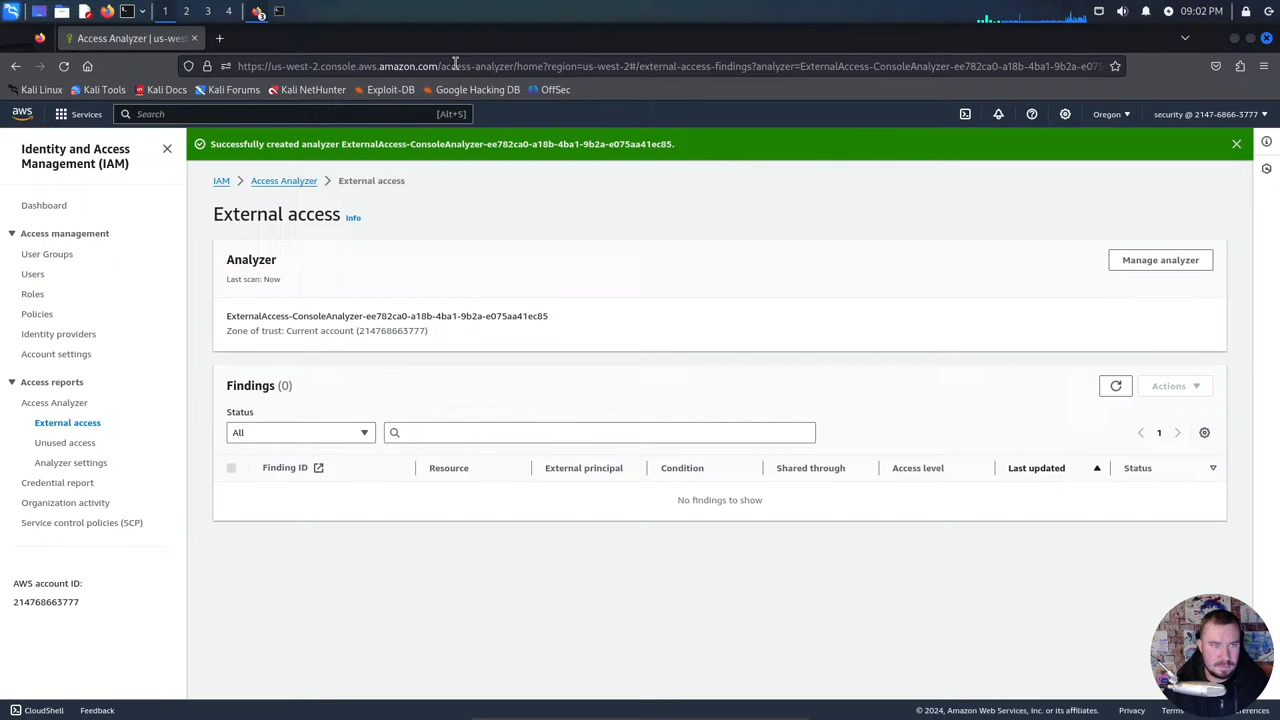 1
2
3
4
3
09:02 PM
Access Analyzer | us-wes
https://us-west-2.console.aws.amazon.com/access-analyzer/home?region=us-west-2#/external-access-findings?analyzer=ExternalAccess-ConsoleAnalyzer-ee782ca0-a18b-4ba1-9b2a-e075
Kali Linux
Kali Tools
Kali Docs
Kali Forums
Kali NetHunter
Exploit-DB
Google Hacking DB
OffSec
aws
Services
Search
[Alt+S]
Oregon
security @ 2147-6866-3777
Identity and Access
Management (IAM)
Dashboard
Access management
User Groups
Users
Roles
Policies
Identity providers
Account settings
Access reports
Access Analyzer
External access
Unused access
Analyzer settings
Credential report
Organization activity
Service control policies (SCP)
AWS account ID:
214768663777
Successfully created analyzer ExternalAccess-ConsoleAnalyzer-ee782ca0-a18b-4ba1-9b2a-e075aa41ec85.
IAM
Access Analyzer
External access
External access Info
Analyzer
Last scan: Now
Manage analyzer
ExternalAccess-ConsoleAnalyzer-ee782ca0-a18b-4ba1-9b2a-e075aa41ec85
Zone of trust: Current account (214768663777)
Findings (0)
Actions
Status
All
1
Finding ID
Resource
External principal
Condition
Shared through
Access level
Last updated
Status
No findings to show
CloudShell
Feedback
© 2024, Amazon Web Services, Inc. or its affiliates.
Privacy
Terms